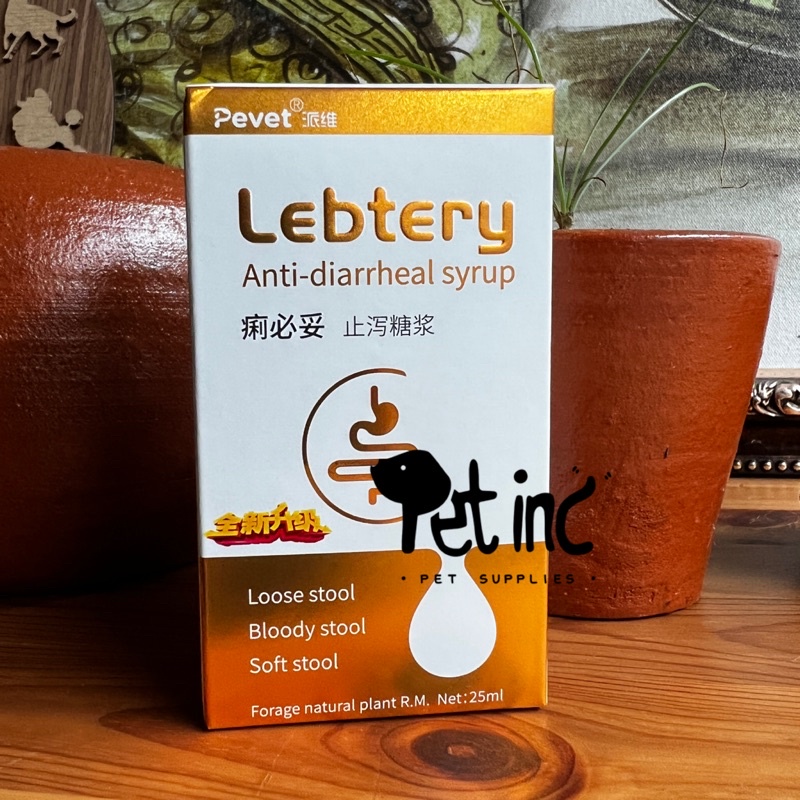 Pevet® 派维
Lebtery
Anti-diarrheal syrup
痢必妥 止泻糖浆
全新升级
Pet inc
• PET SUPPLIES •
Loose stool
Bloody stool
Soft stool
Forage natural plant R.M. Net:25ml